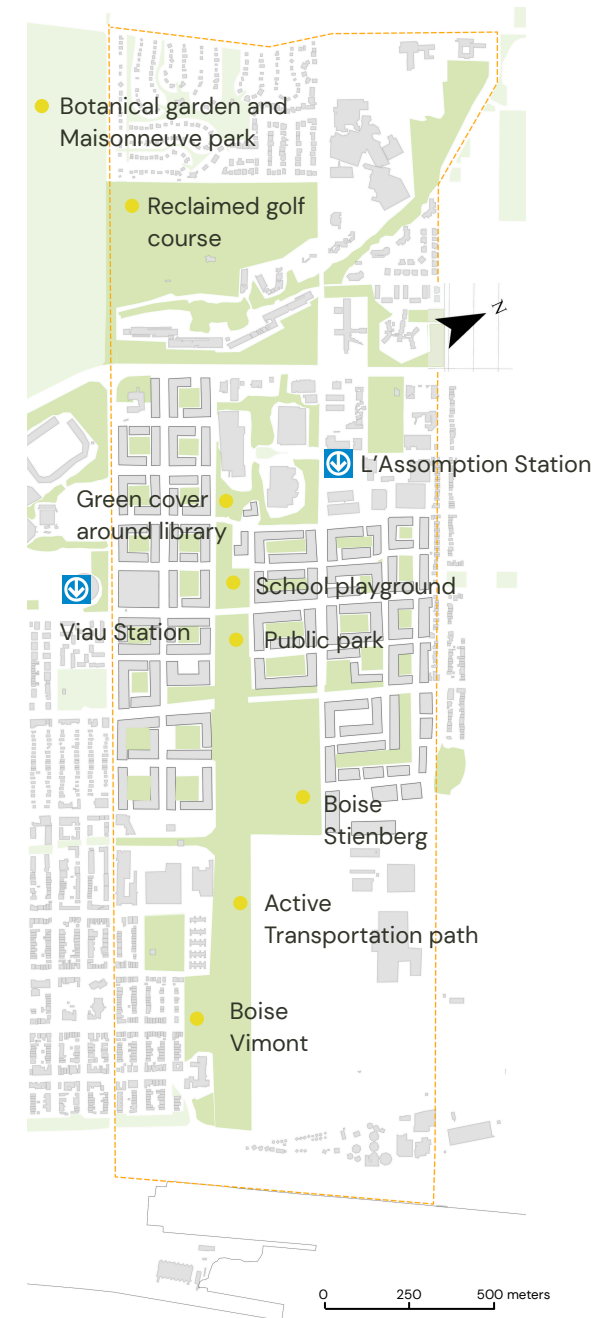 Botanical garden and
Maisonneuve park
Reclaimed golf
course
N
L'Assomption Station
Green cover
around library
School playground
Viau Station
Public park
Boise
Stienberg
Active
Transportation path
Boise
Vimont
0 250 500 meters